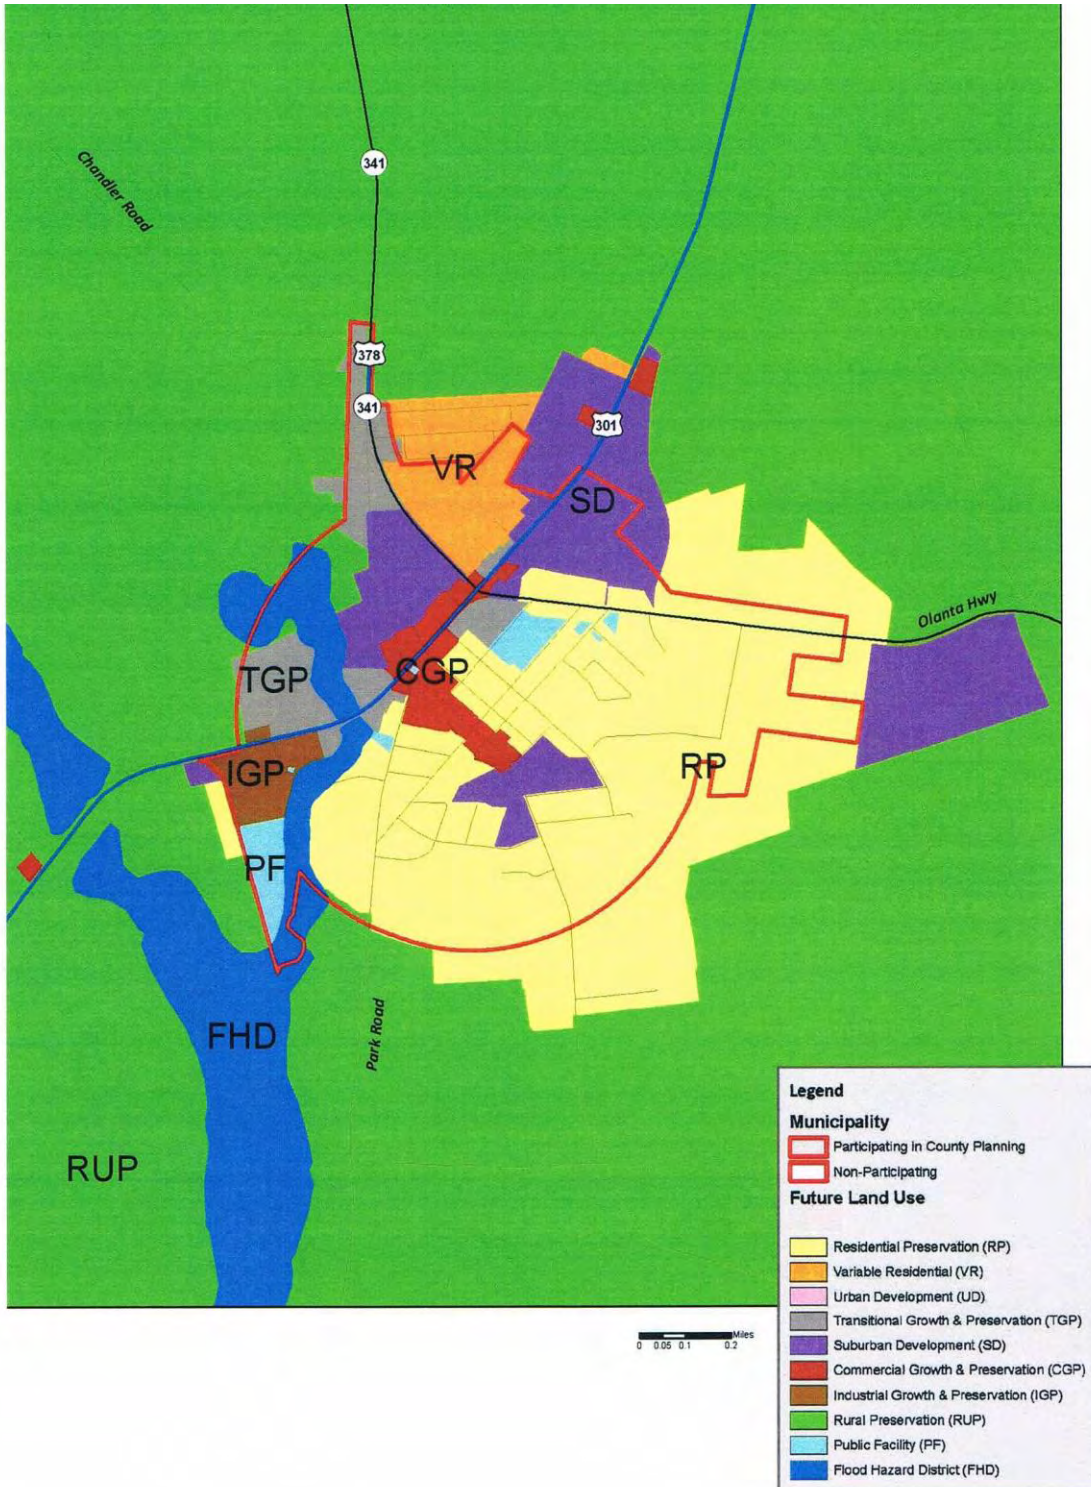 341
Chandler Road
378
341
301
VR
SD
Olanta Hwy
TGP
CGP
IGP
RP
PF
FHD
Park Road
RUP
Legend
Municipality
Participating in County Planning
Non-Participating
Future Land Use
Residential Preservation (RP)
Variable Residential (VR)
Urban Development (UD)
Transitional Growth & Preservation (TGP)
Suburban Development (SD)
Commercial Growth & Preservation (CGP)
Industrial Growth & Preservation (IGP)
Rural Preservation (RUP)
Public Facility (PF)
Flood Hazard District (FHD)
Miles
0 0.05 0.1 0.2